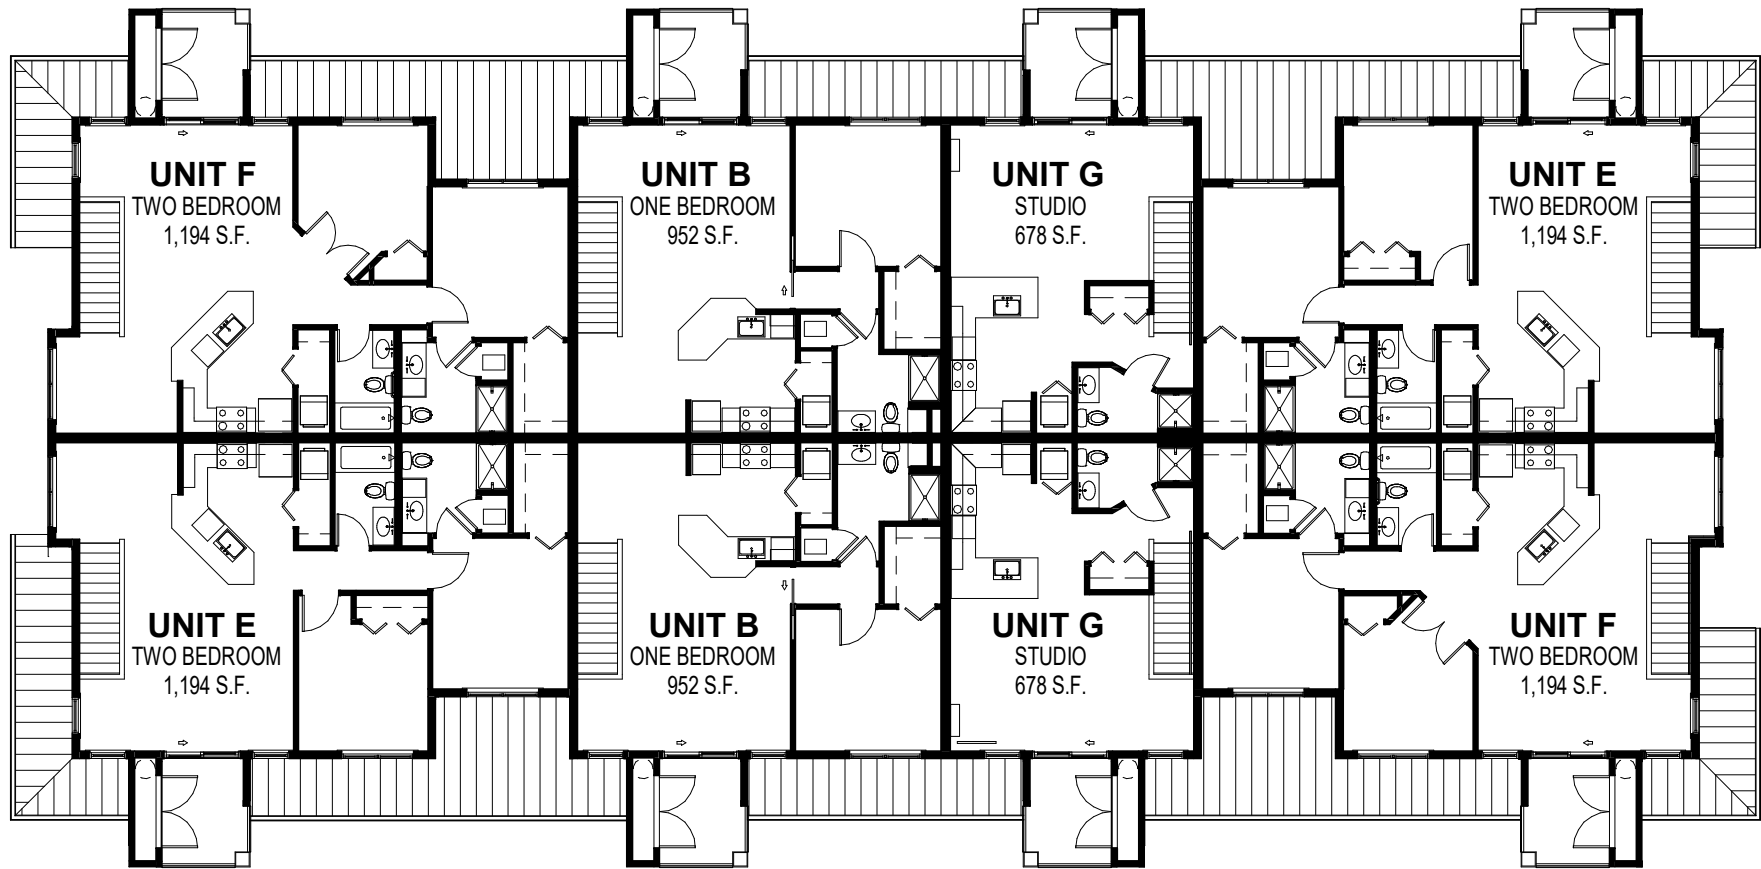 UNIT F
TWO BEDROOM
1,194 S.F.
UNIT B
ONE BEDROOM
952 S.F.
UNIT G
STUDIO
678 S.F.
UNIT E
TWO BEDROOM
1,194 S.F.
UNIT E
TWO BEDROOM
1,194 S.F.
UNIT B
ONE BEDROOM
952 S.F.
UNIT G
STUDIO
678 S.F.
UNIT F
TWO BEDROOM
1,194 S.F.